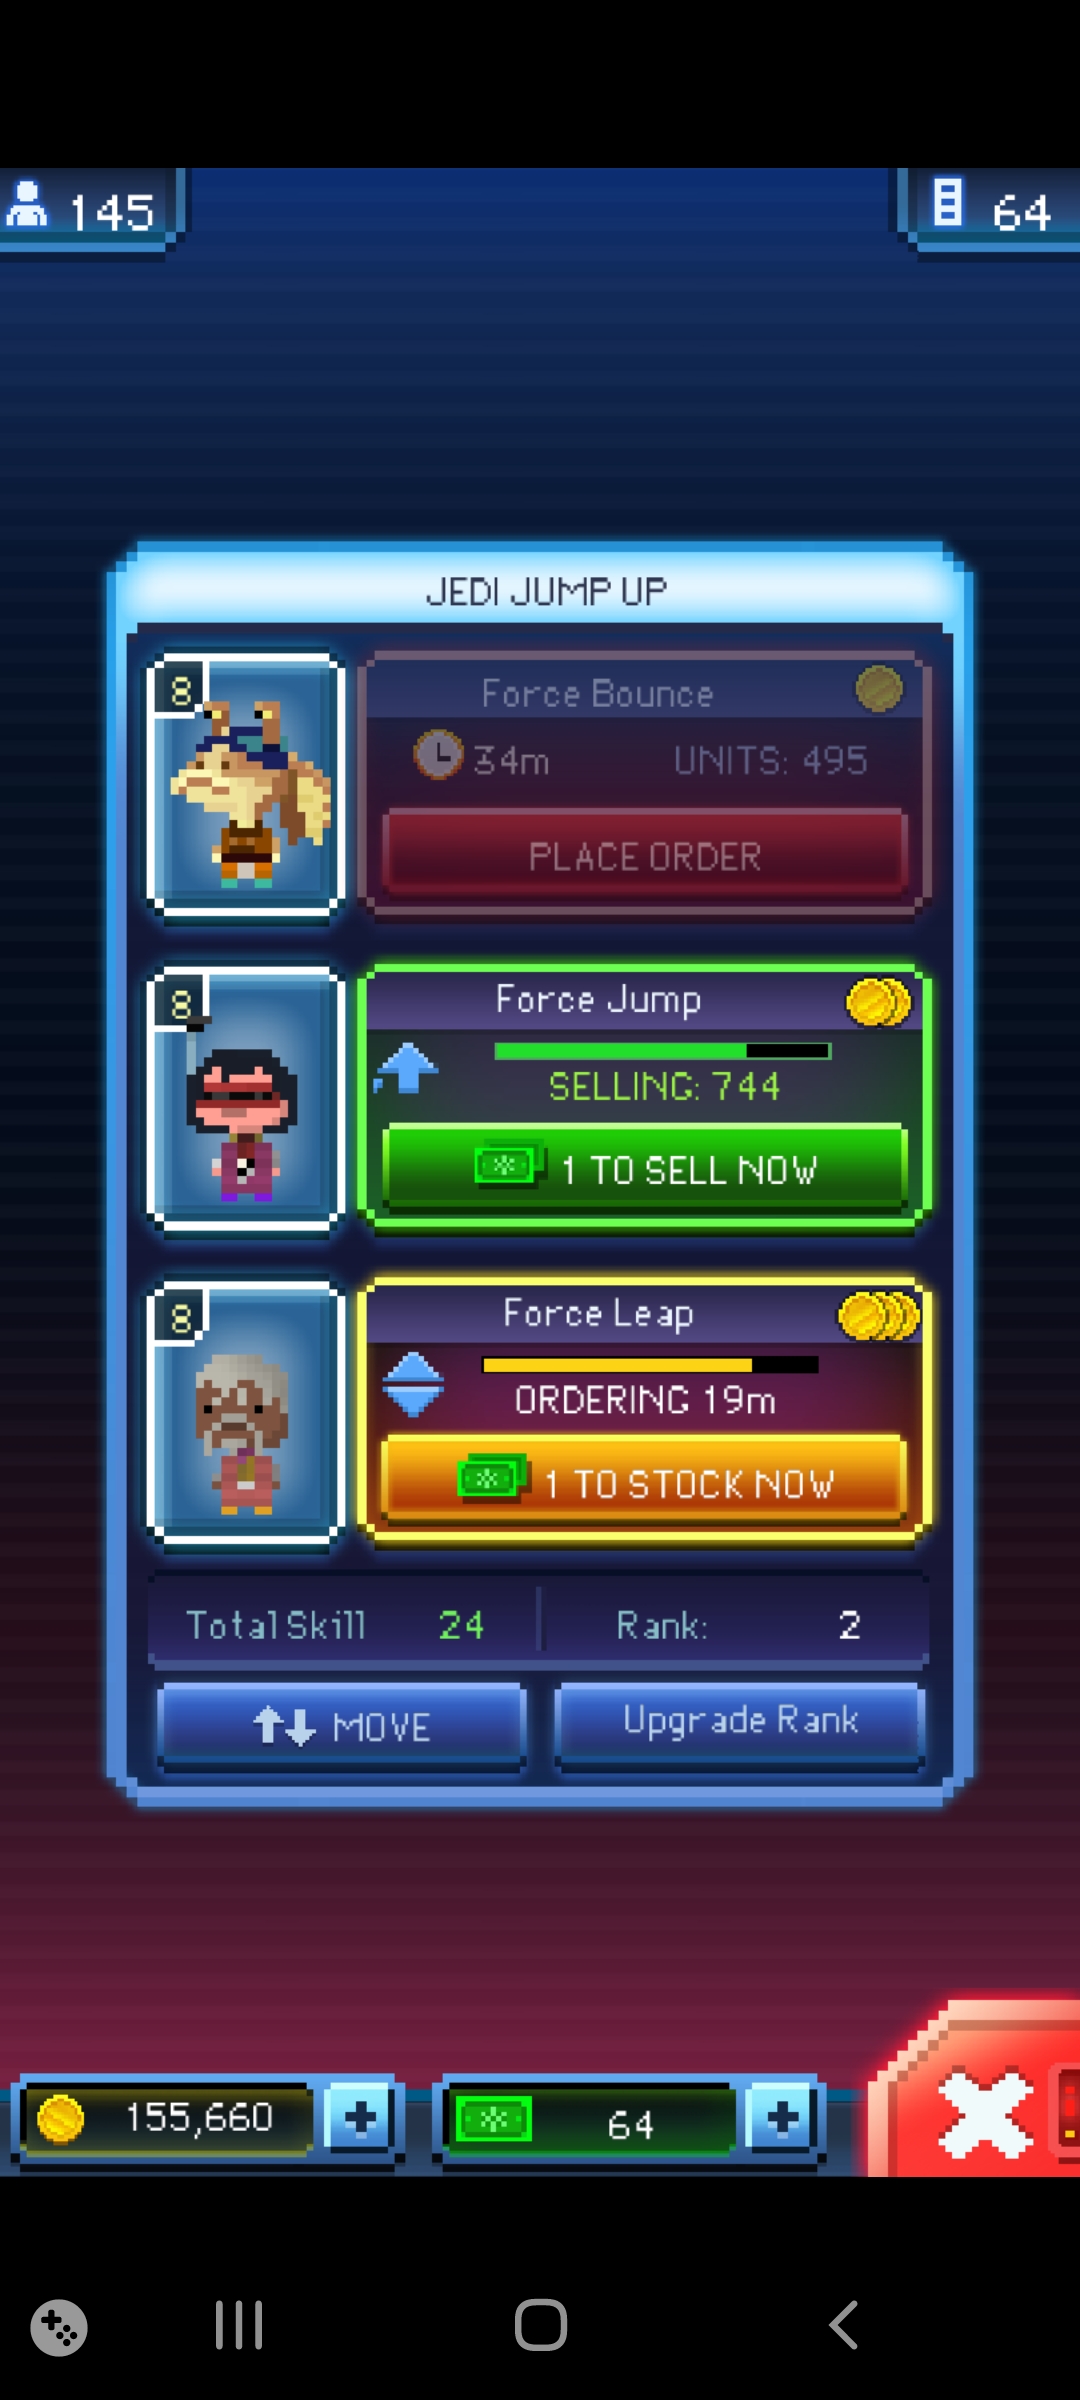 145
64
JEDI JUMP UP
8
Force Bounce
34m UNITS: 495
PLACE ORDER
8
Force Jump
SELLING: 744
1 TO SELL NOW
8
Force Leap
ORDERING 19m
1 TO STOCK NOW
Total Skill 24 Rank: 2
MOVE Upgrade Rank
155,660 64